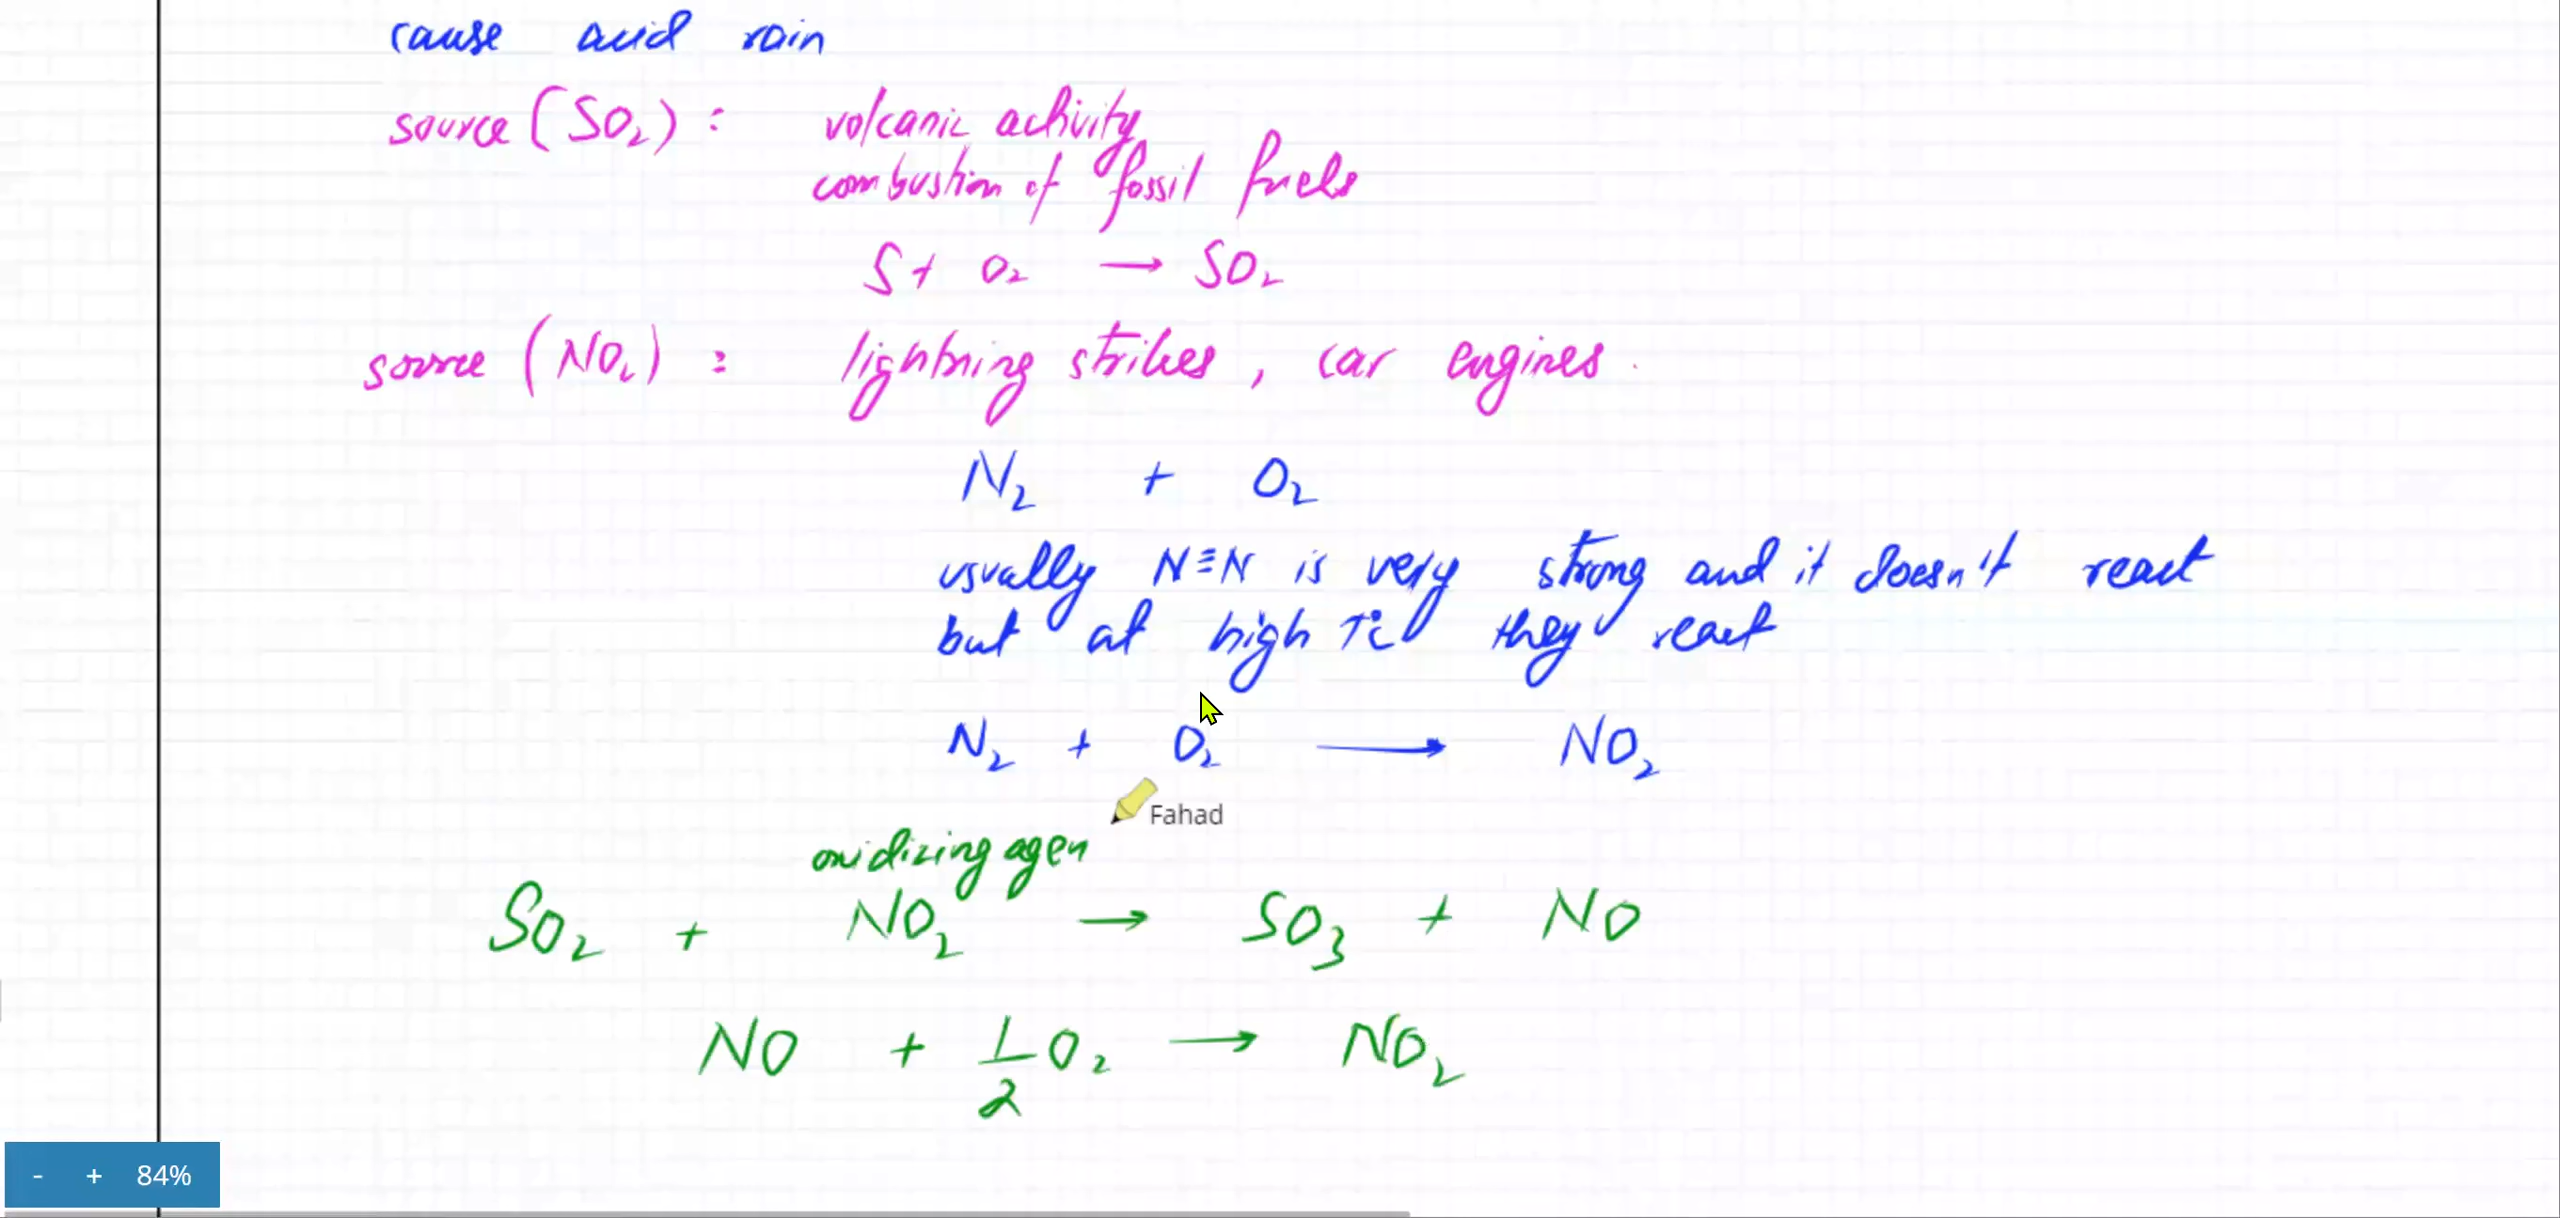 cause acid rain
source (SO₂) : volcanic activity
combustion of fossil fuels
S + O₂ → SO₂
source (NO₂) : lightning strikes , car engines .
N₂ + O₂
usually N≡N is very strong and it doesn't react
but at high T°C they react
N₂ + O₂ → NO₂
Fahad
oxidizing agen
SO₂ + NO₂ → SO₃ + NO
NO + 1/2 O₂ → NO₂
- + 84%